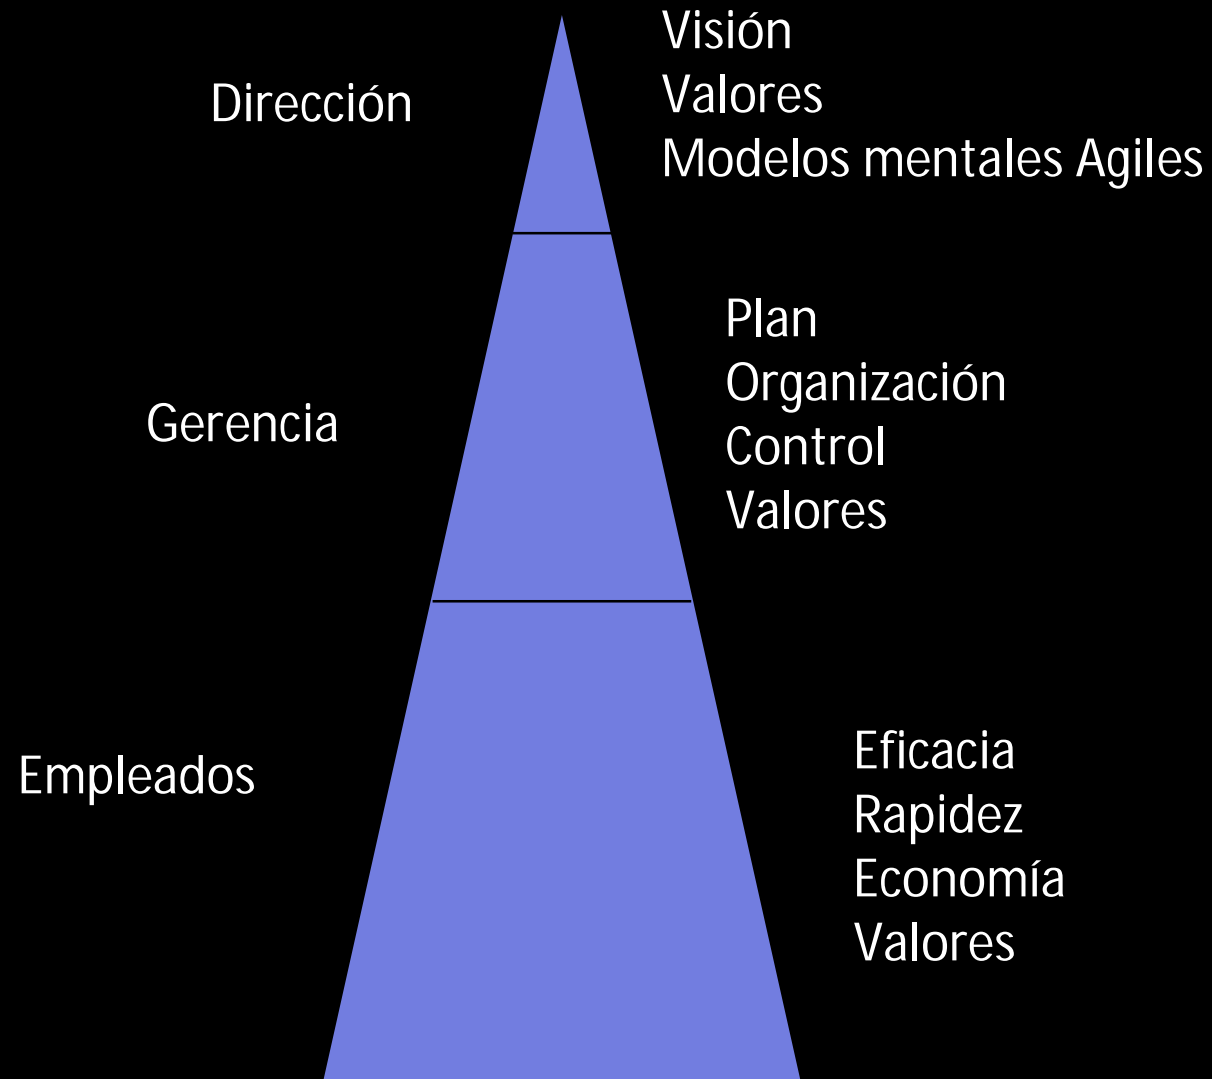 Dirección
Visión
Valores
Modelos mentales Agiles
Gerencia
Plan
Organización
Control
Valores
Empleados
Eficacia
Rapidez
Economía
Valores